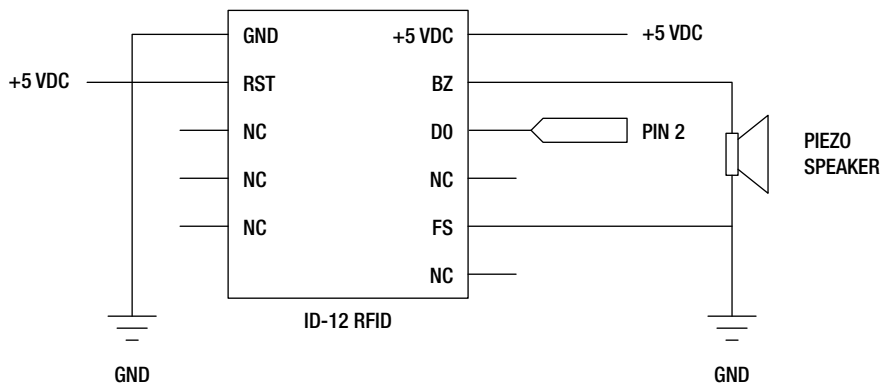 GND
+5 VDC
+5 VDC
+5 VDC
RST
BZ
NC
D0
PIN 2
PIEZO
SPEAKER
NC
NC
NC
FS
NC
ID-12 RFID
GND
GND